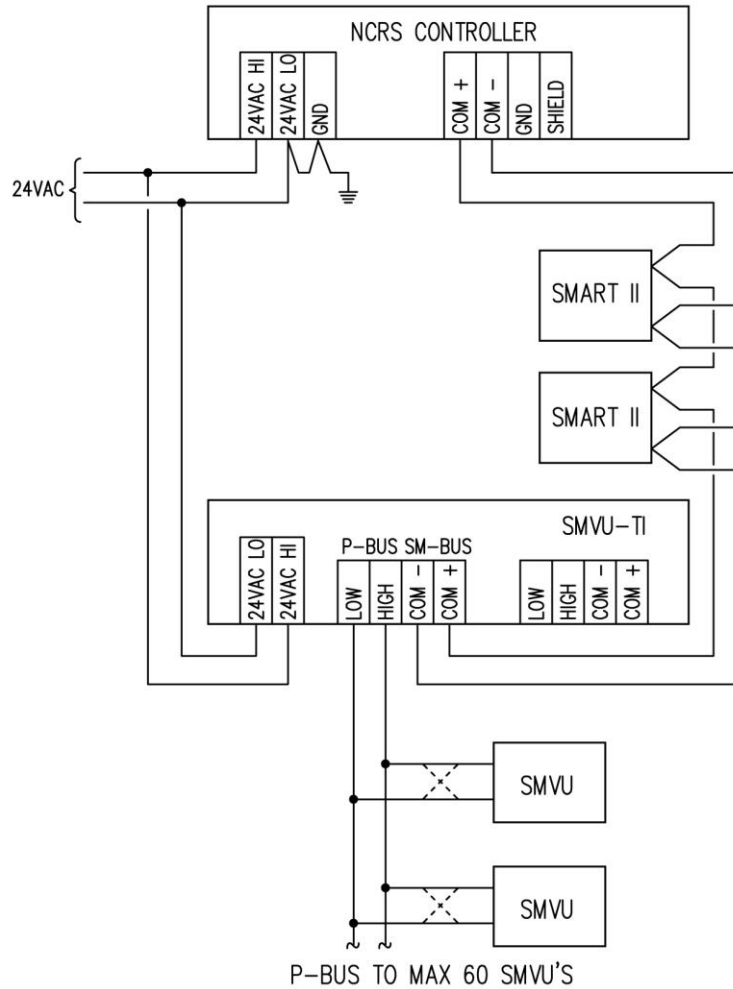 NCRS CONTROLLER
24VAC HI
24VAC LO
GND
COM +
COM -
GND
SHIELD
24VAC
SMART II
SMART II
SMVU-TI
P-BUS SM-BUS
24VAC LO
24VAC HI
LOW
HIGH
COM -
COM +
LOW
HIGH
COM -
COM +
SMVU
SMVU
P-BUS TO MAX 60 SMVU'S